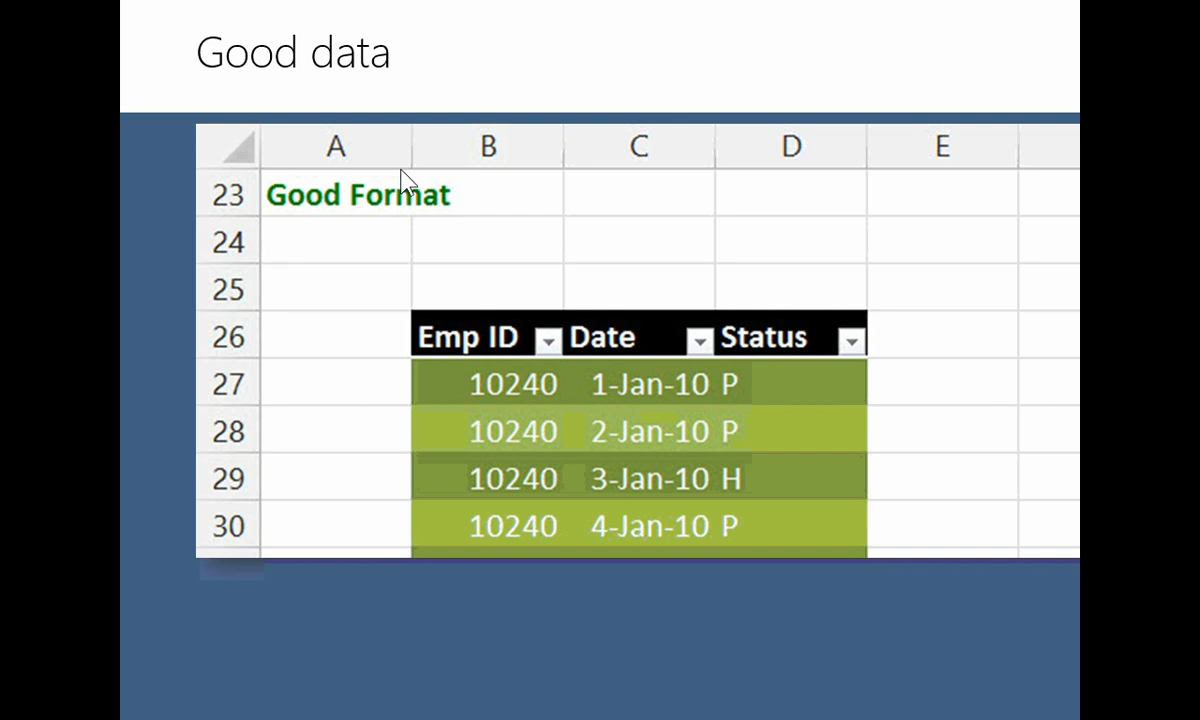 Good data
A B C D E
23 Good Format
24
25
26 Emp ID Date Status
27 10240 1-Jan-10 P
28 10240 2-Jan-10 P
29 10240 3-Jan-10 H
30 10240 4-Jan-10 P